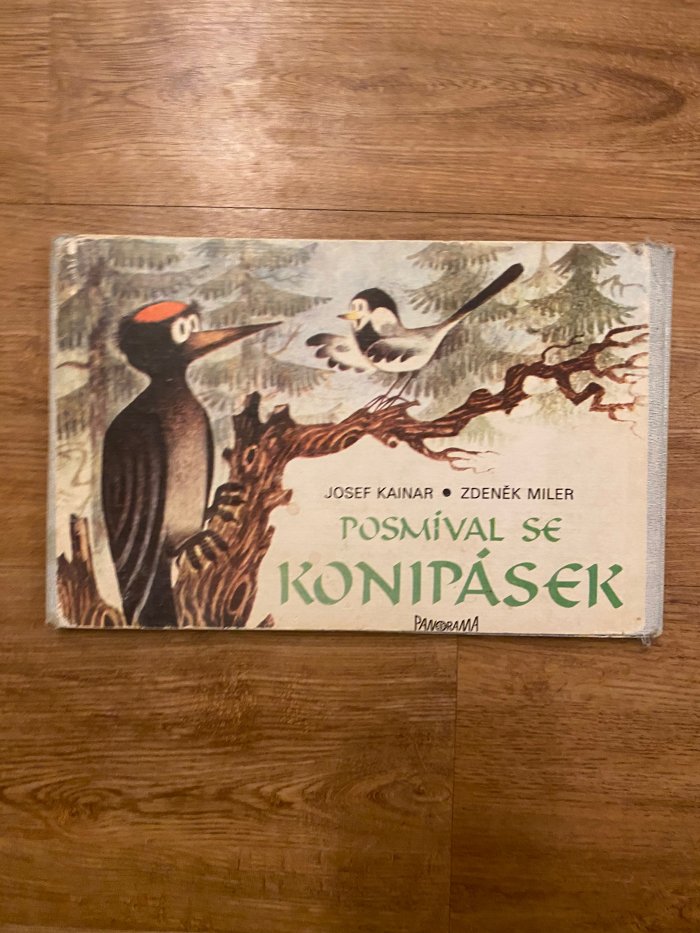 JOSEF KAINAR • ZDENĚK MILER
POSMÍVAL SE
KONIPÁSEK
PANORAMA